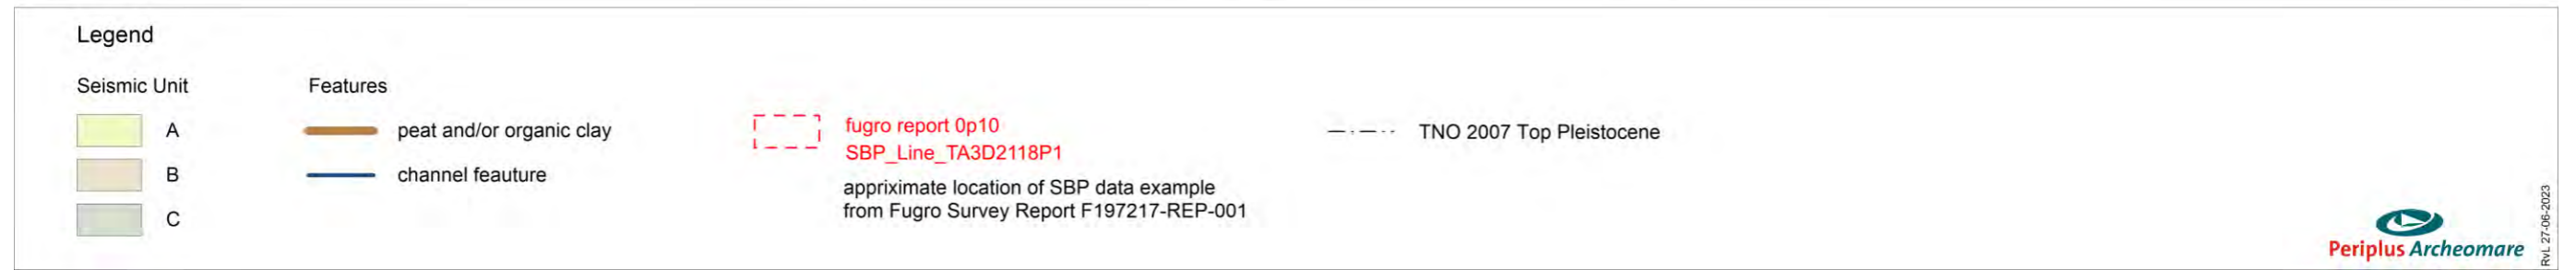 Legend
Seismic Unit
Features
A
peat and/or organic clay
B
channel feauture
C
fugro report 0p10
SBP_Line_TA3D2118P1
appriximate location of SBP data example
from Fugro Survey Report F197217-REP-001
TNO 2007 Top Pleistocene
Periplus Archeomare
RvL 27-06-2023